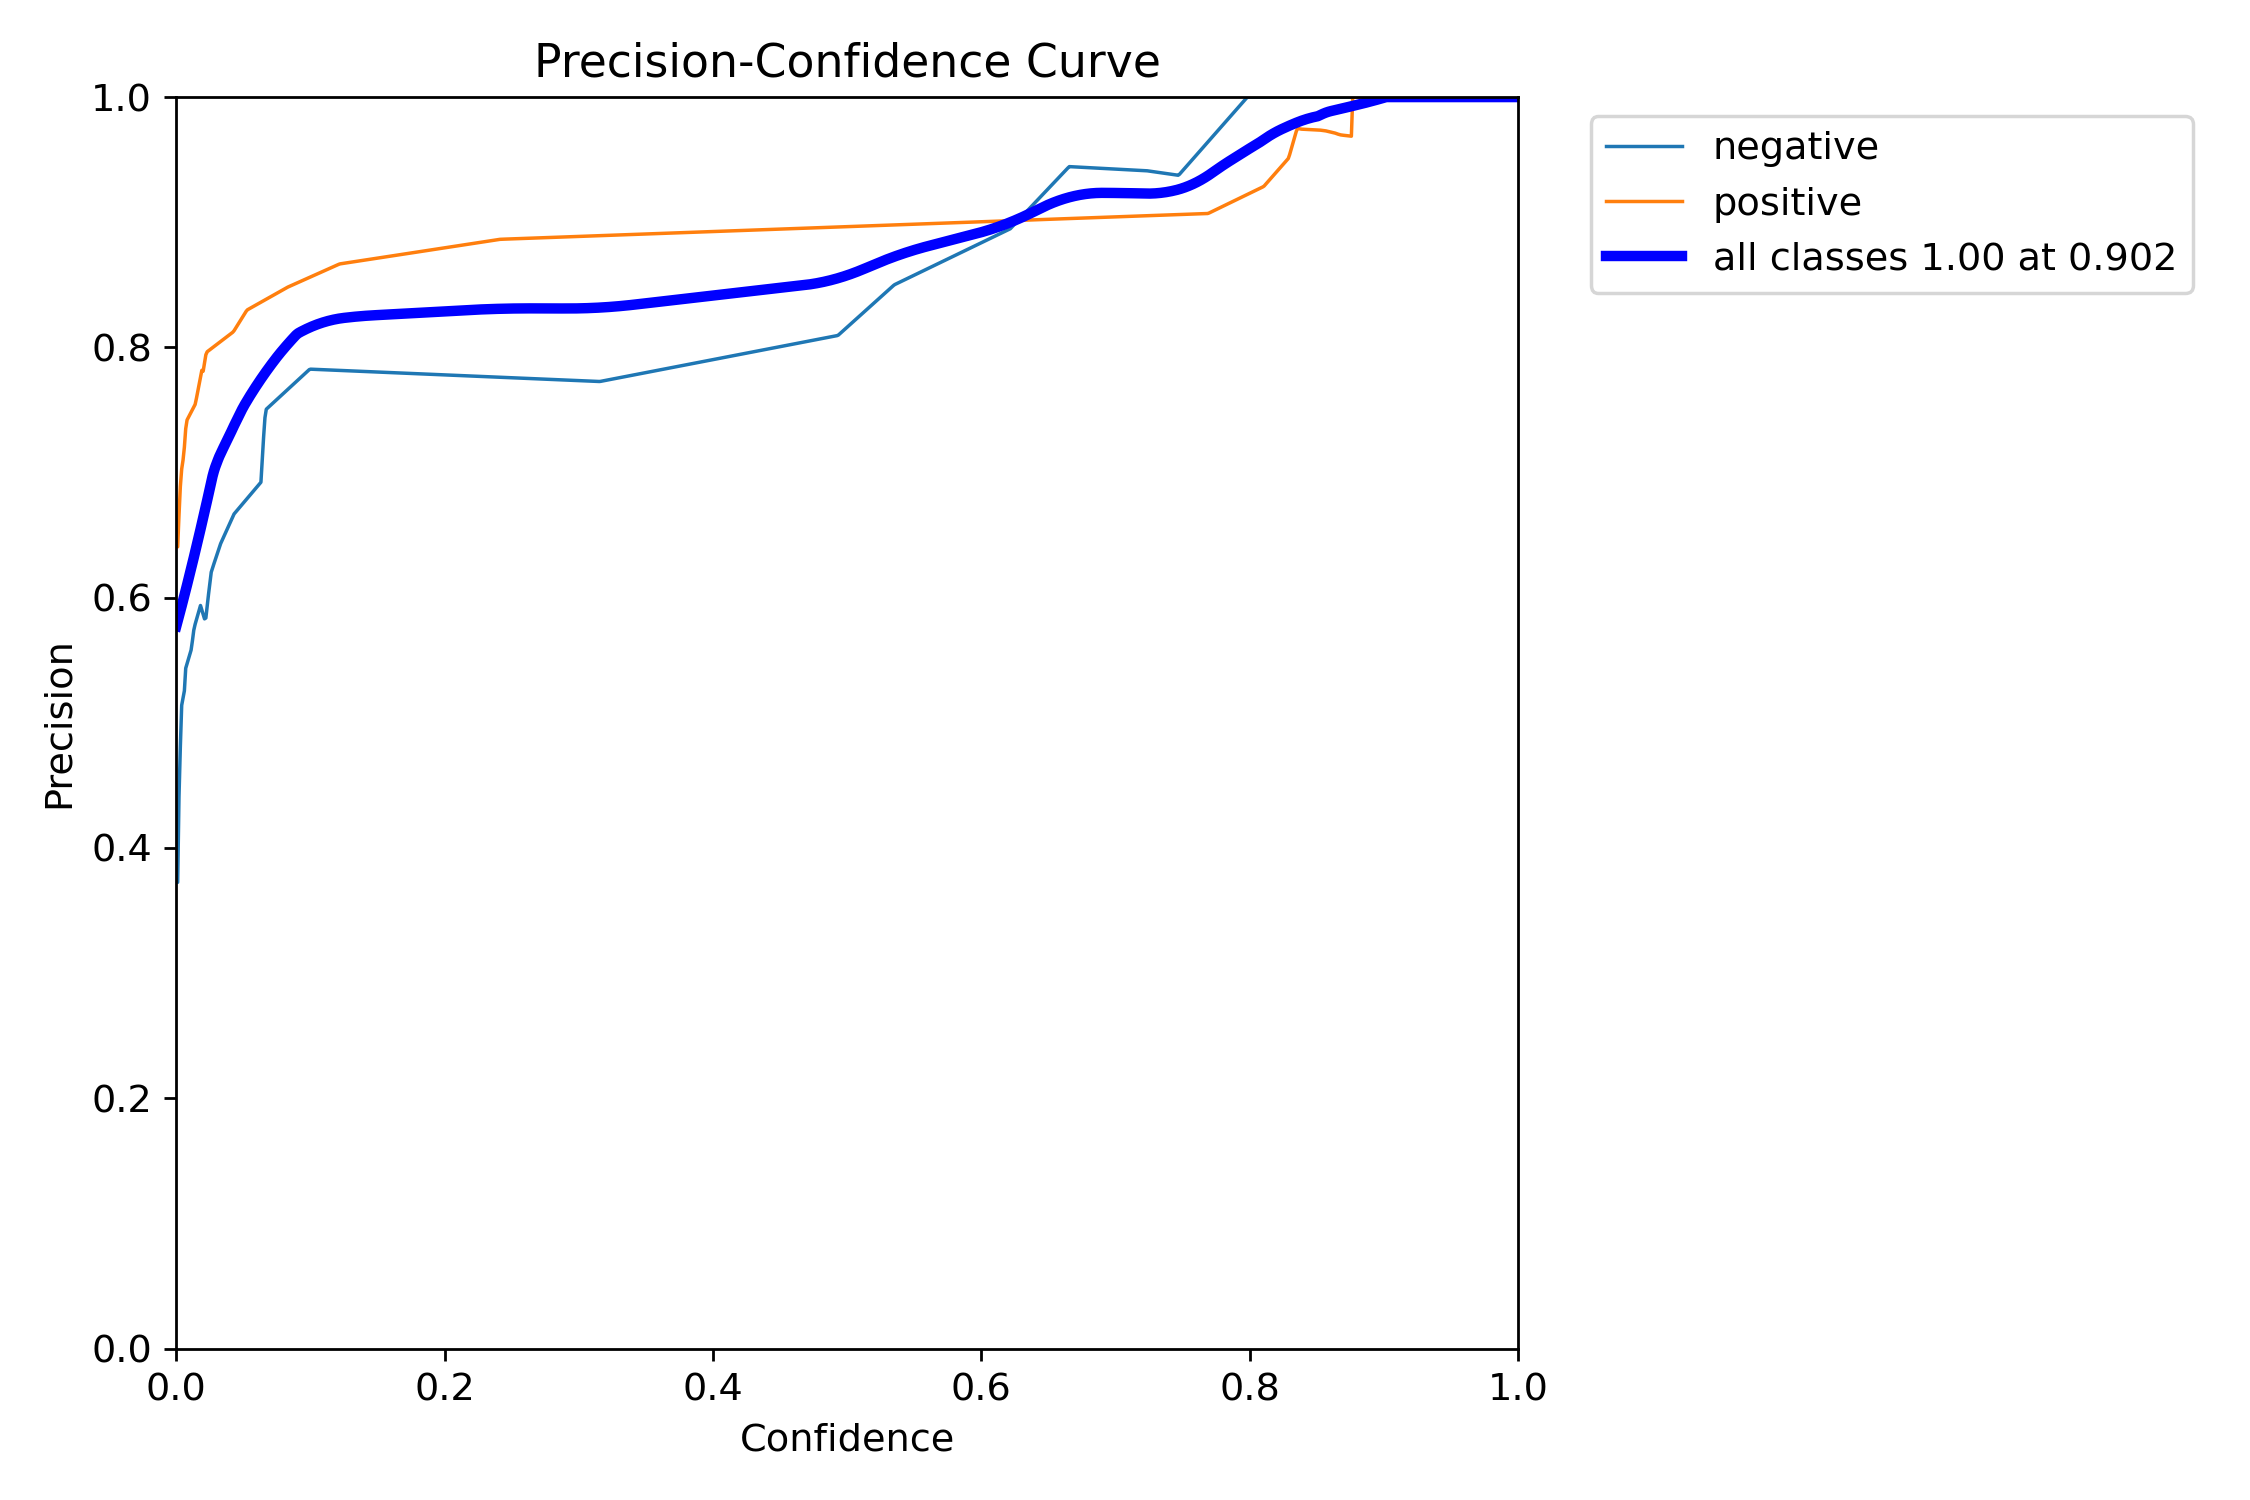 Precision-Confidence Curve
1.0
0.8
0.6
0.4
0.2
0.0
Precision
0.0 0.2 0.4 0.6 0.8 1.0
Confidence
negative
positive
all classes 1.00 at 0.902